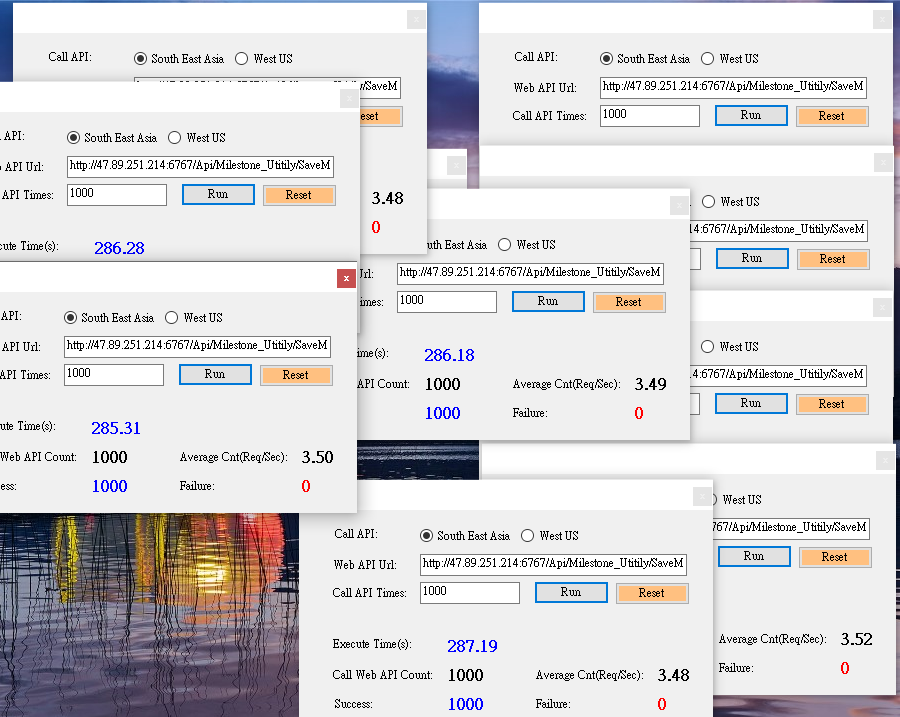 Call API: South East Asia West US
/SaveM
eset
3.48
0
Call API: South East Asia West US
Web API Url: http://47.89.251.214:6767/Api/Milestone_Utitily/SaveM
Call API Times: 1000 Run Reset
API: South East Asia West US
API Url: http://47.89.251.214:6767/Api/Milestone_Utitily/SaveM
API Times: 1000 Run Reset
cute Time(s): 286.28
West US
.4:6767/Api/Milestone_Utitily/SaveM
Run Reset
uth East Asia West US
Url: http://47.89.251.214:6767/Api/Milestone_Utitily/SaveM
imes: 1000 Run Reset
me(s): 286.18
API Count: 1000 Average Cnt(Req/Sec): 3.49
1000 Failure: 0
West US
.4:6767/Api/Milestone_Utitily/SaveM
Run Reset
API: South East Asia West US
API Url: http://47.89.251.214:6767/Api/Milestone_Utitily/SaveM
API Times: 1000 Run Reset
ute Time(s): 285.31
Web API Count: 1000 Average Cnt(Req/Sec): 3.50
ess: 1000 Failure: 0
West US
767/Api/Milestone_Utitily/SaveM
Run Reset
Average Cnt(Req/Sec): 3.52
Failure: 0
Call API: South East Asia West US
Web API Url: http://47.89.251.214:6767/Api/Milestone_Utitily/SaveM
Call API Times: 1000 Run Reset
Execute Time(s): 287.19
Call Web API Count: 1000 Average Cnt(Req/Sec): 3.48
Success: 1000 Failure: 0